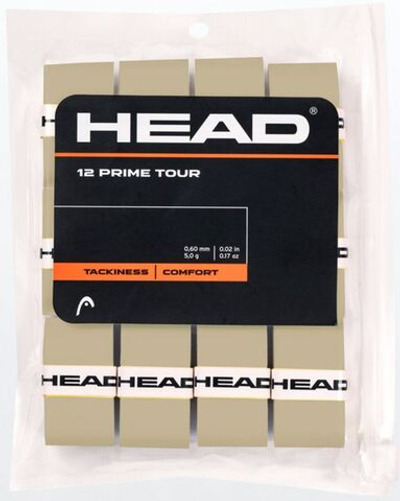 HEAD®
12 PRIME TOUR
0,60 mm | 0.02 in
5,0 g | 0.17 oz
TACKINESS | COMFORT
HEAD HEAD HEAD HEAD